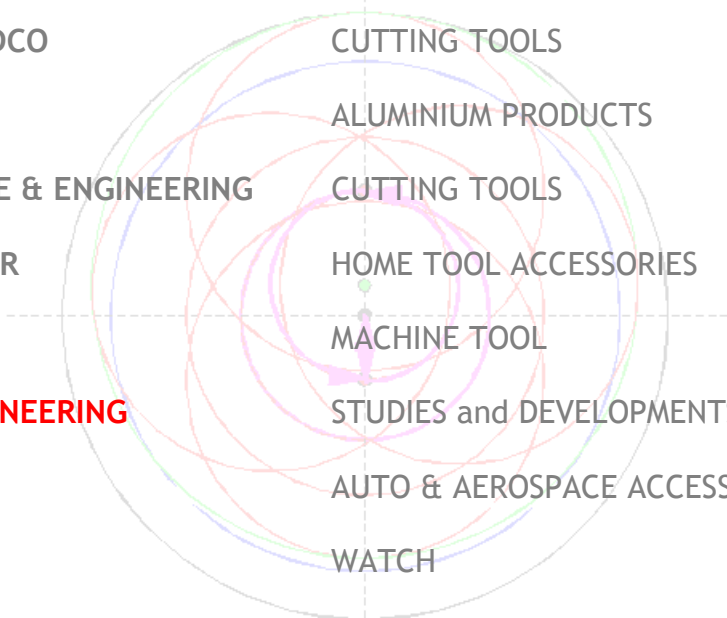 OCO CUTTING TOOLS
ALUMINIUM PRODUCTS
E & ENGINEERING CUTTING TOOLS
R HOME TOOL ACCESSORIES
MACHINE TOOL
NEERING STUDIES and DEVELOPMENT
AUTO & AEROSPACE ACCESS
WATCH